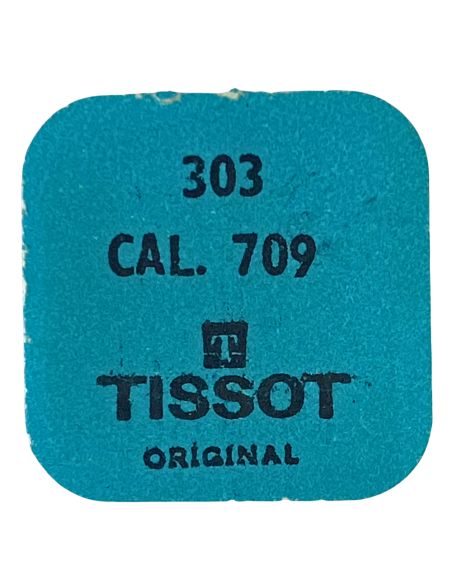 303
CAL. 709
T
TISSOT
ORIGINAL